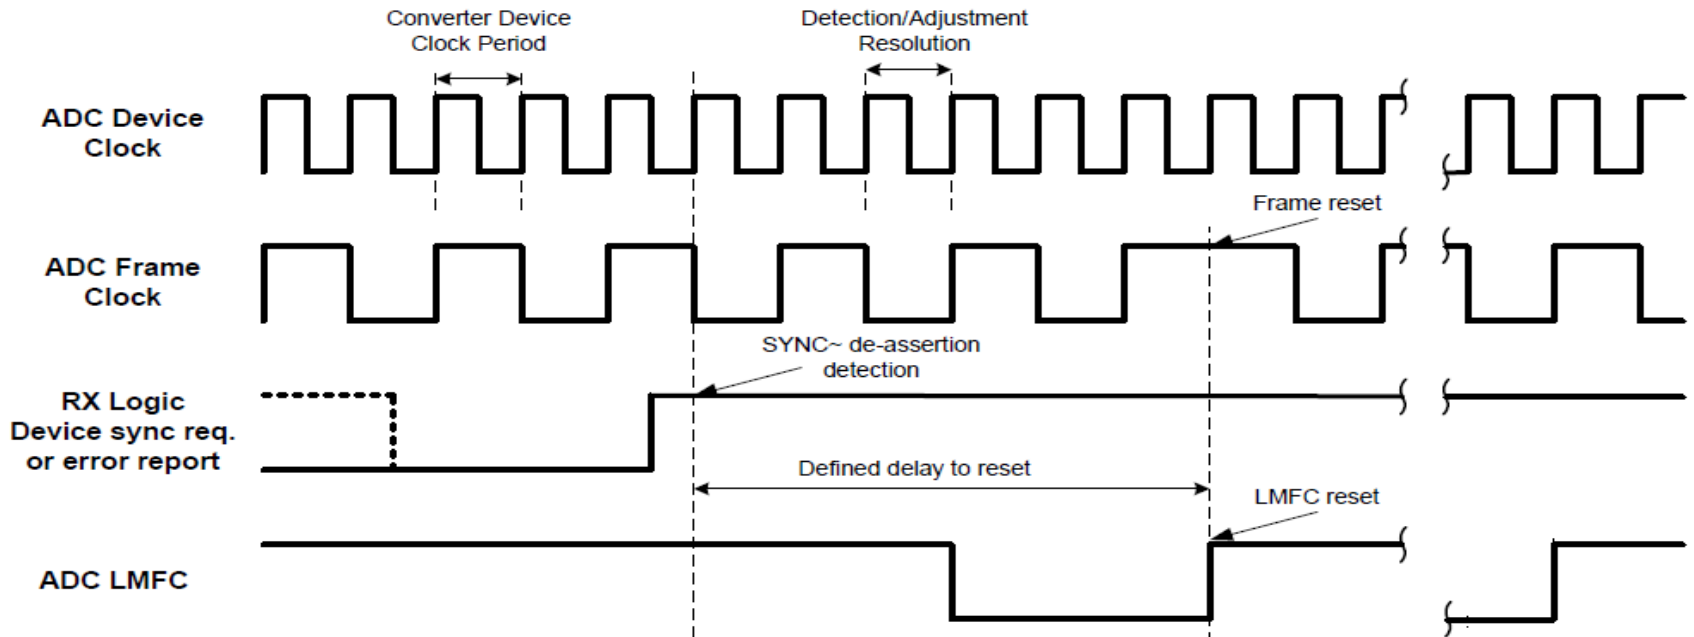 Converter Device
Clock Period
Detection/Adjustment
Resolution
ADC Device
Clock
Frame reset
ADC Frame
Clock
SYNC~ de-assertion
detection
RX Logic
Device sync req.
or error report
Defined delay to reset
LMFC reset
ADC LMFC